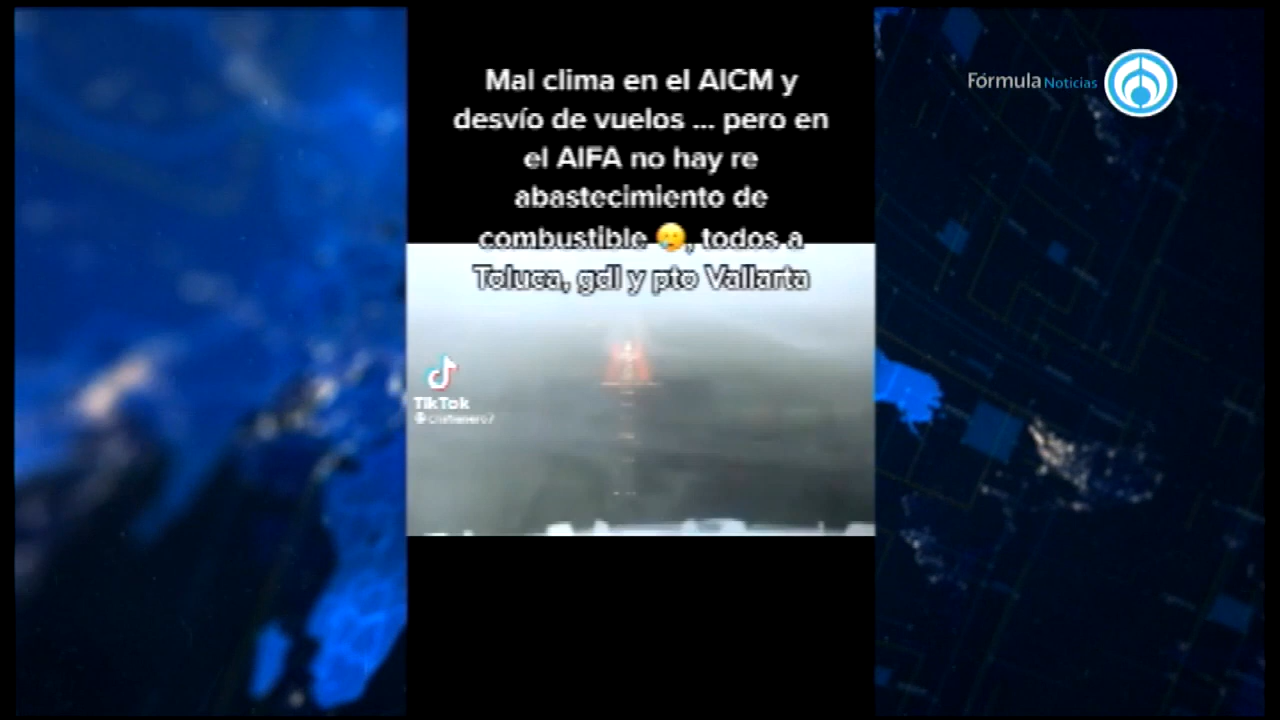 Mal clima en el AICM y
desvío de vuelos ... pero en
el AIFA no hay re
abastecimiento de
combustible 🥲, todos a
Toluca, gdl y pto Vallarta
Fórmula Noticias
TikTok